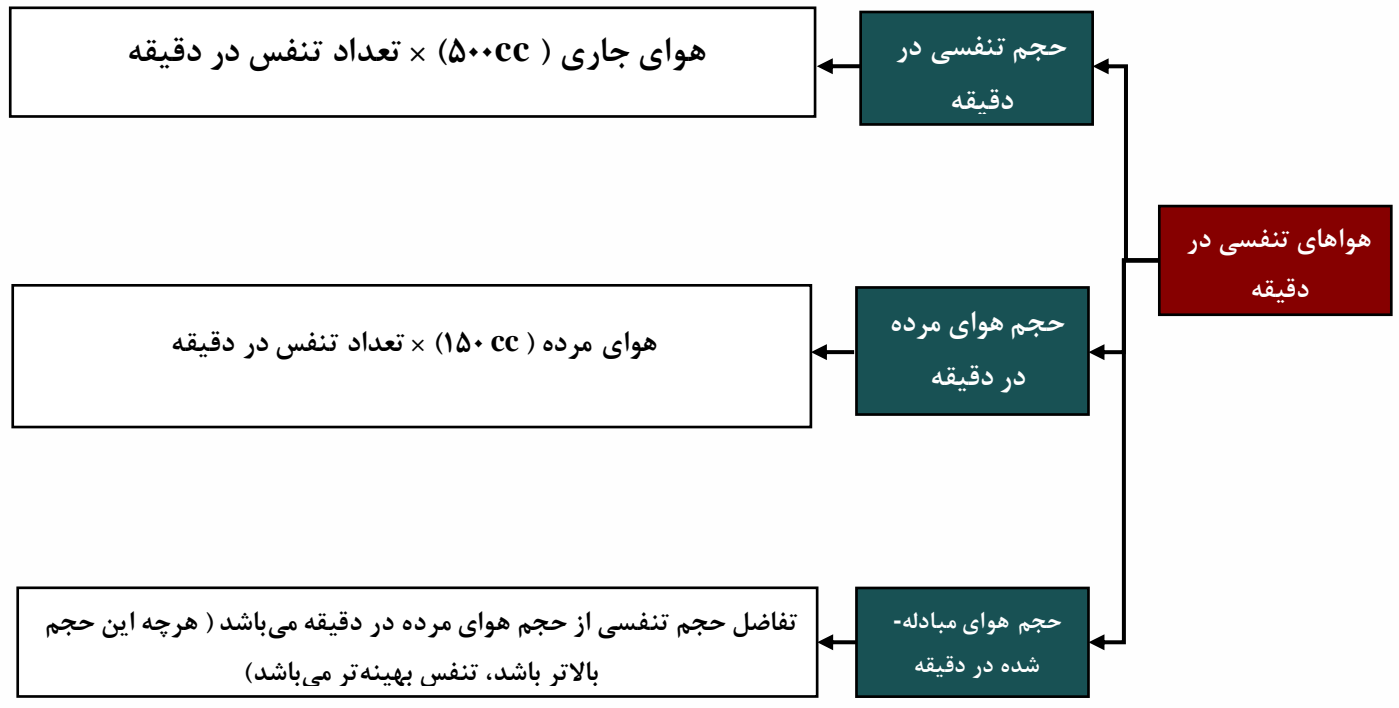 هواهای تنفسی در
دقیقه
حجم تنفسی در
دقیقه
هوای جاری ( ۵۰۰cc) × تعداد تنفس در دقیقه
حجم هوای مرده
در دقیقه
هوای مرده ( ۱۵۰ cc) × تعداد تنفس در دقیقه
حجم هوای مبادله-
شده در دقیقه
تفاضل حجم تنفسی از حجم هوای مرده در دقیقه می‌باشد ( هرچه این حجم
بالاتر باشد، تنفس بهینه‌تر می‌باشد)